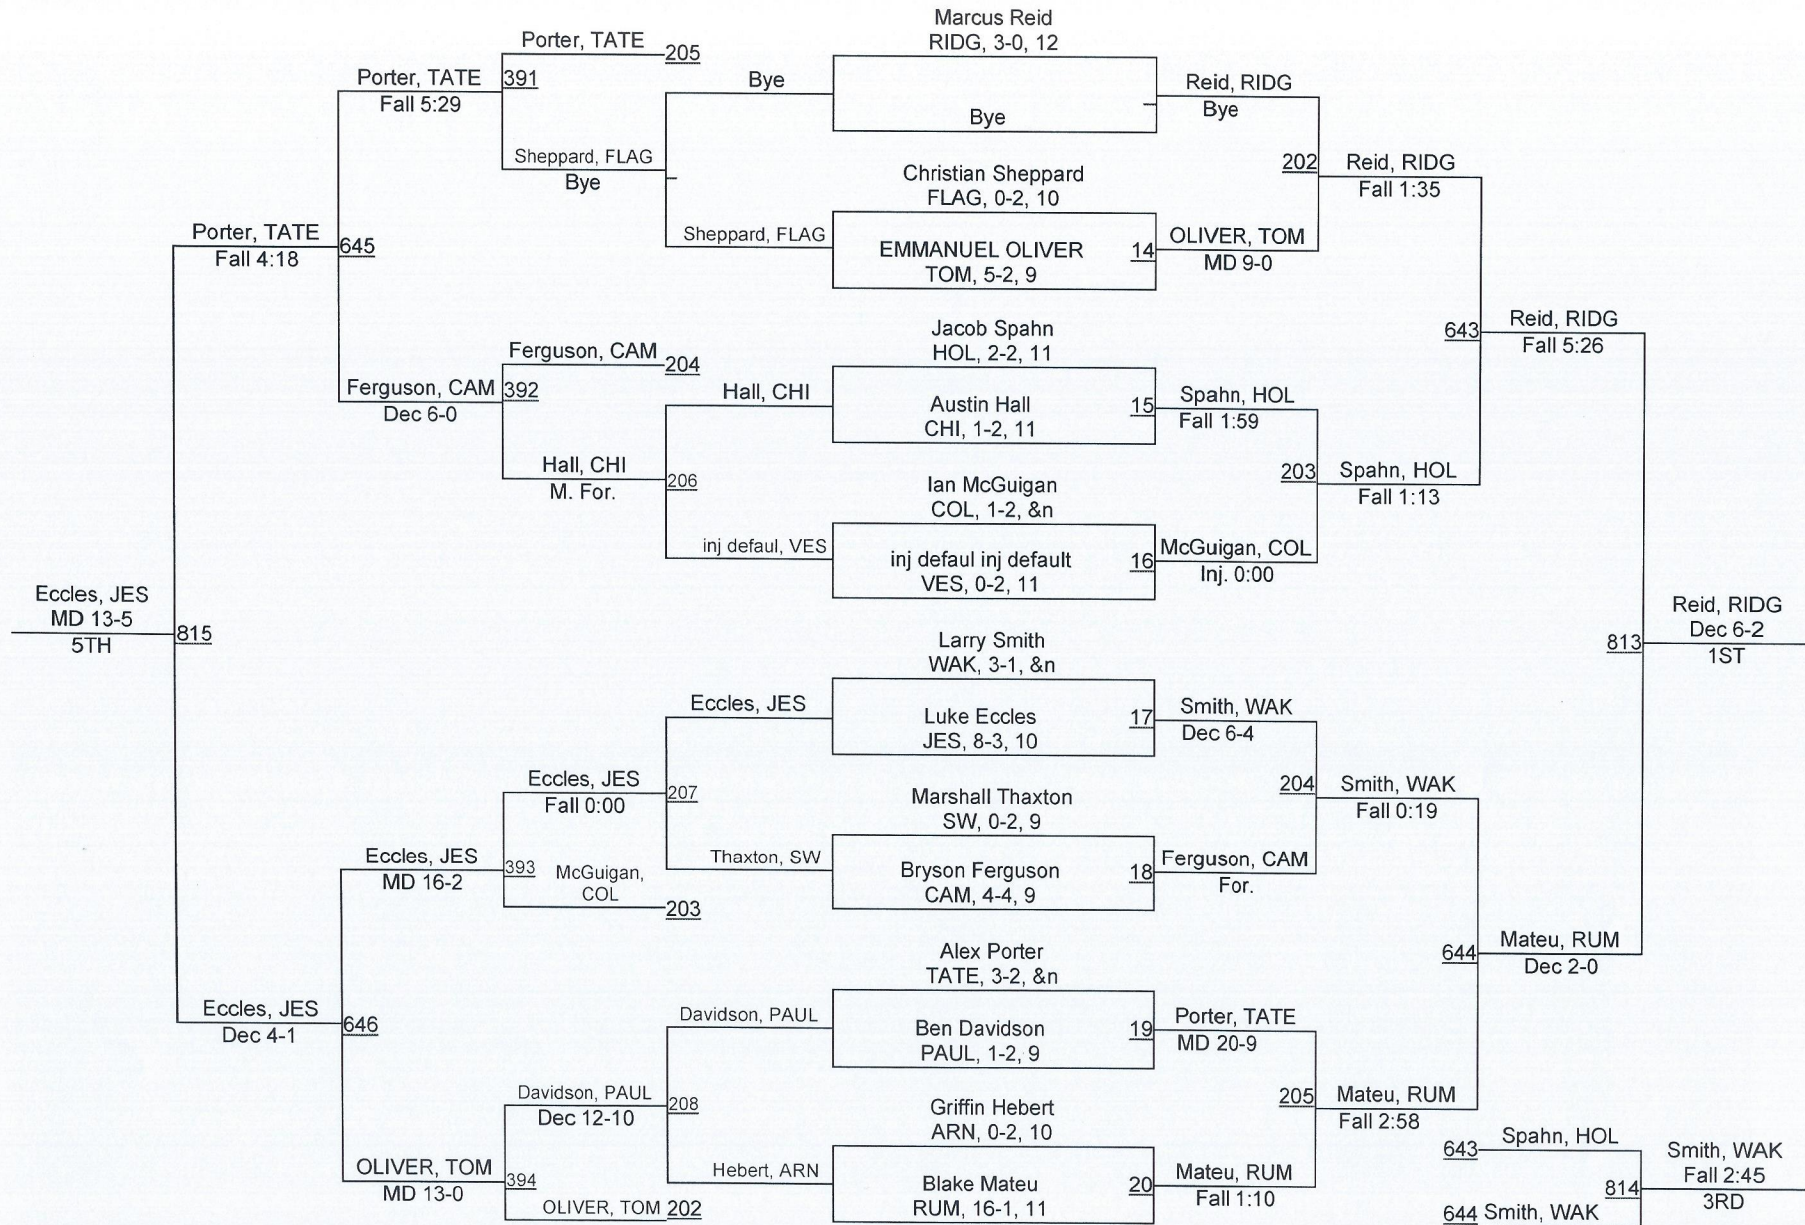 Marcus Reid
RIDG, 3-0, 12
Porter, TATE
205
Bye
Reid, RIDG
Porter, TATE
391
Fall 5:29
Bye
Bye
Sheppard, FLAG
Bye
202
Reid, RIDG
Fall 1:35
Christian Sheppard
FLAG, 0-2, 10
Porter, TATE
645
Fall 4:18
Sheppard, FLAG
EMMANUEL OLIVER
14
TOM, 5-2, 9
OLIVER, TOM
MD 9-0
Jacob Spahn
HOL, 2-2, 11
643
Reid, RIDG
Fall 5:26
Ferguson, CAM
204
Ferguson, CAM
392
Dec 6-0
Hall, CHI
Austin Hall
15
CHI, 1-2, 11
Spahn, HOL
Fall 1:59
Hall, CHI
206
M. For.
203
Spahn, HOL
Fall 1:13
Ian McGuigan
COL, 1-2, &n
inj defaul, VES
inj defaul inj default
16
VES, 0-2, 11
McGuigan, COL
Inj. 0:00
Eccles, JES
MD 13-5
815
5TH
Reid, RIDG
813
Dec 6-2
1ST
Larry Smith
WAK, 3-1, &n
Eccles, JES
Luke Eccles
17
JES, 8-3, 10
Smith, WAK
Dec 6-4
Eccles, JES
207
Fall 0:00
204
Smith, WAK
Fall 0:19
Marshall Thaxton
SW, 0-2, 9
Eccles, JES
393
MD 16-2
McGuigan,
COL
203
Thaxton, SW
Bryson Ferguson
18
CAM, 4-4, 9
Ferguson, CAM
For.
Alex Porter
TATE, 3-2, &n
644
Mateu, RUM
Dec 2-0
Eccles, JES
646
Dec 4-1
Davidson, PAUL
Ben Davidson
19
PAUL, 1-2, 9
Porter, TATE
MD 20-9
Davidson, PAUL
208
Dec 12-10
205
Mateu, RUM
Fall 2:58
Griffin Hebert
ARN, 0-2, 10
OLIVER, TOM
394
MD 13-0
Hebert, ARN
Blake Mateu
20
RUM, 16-1, 11
Mateu, RUM
Fall 1:10
OLIVER, TOM
202
643
Spahn, HOL
Smith, WAK
Fall 2:45
814
3RD
644
Smith, WAK